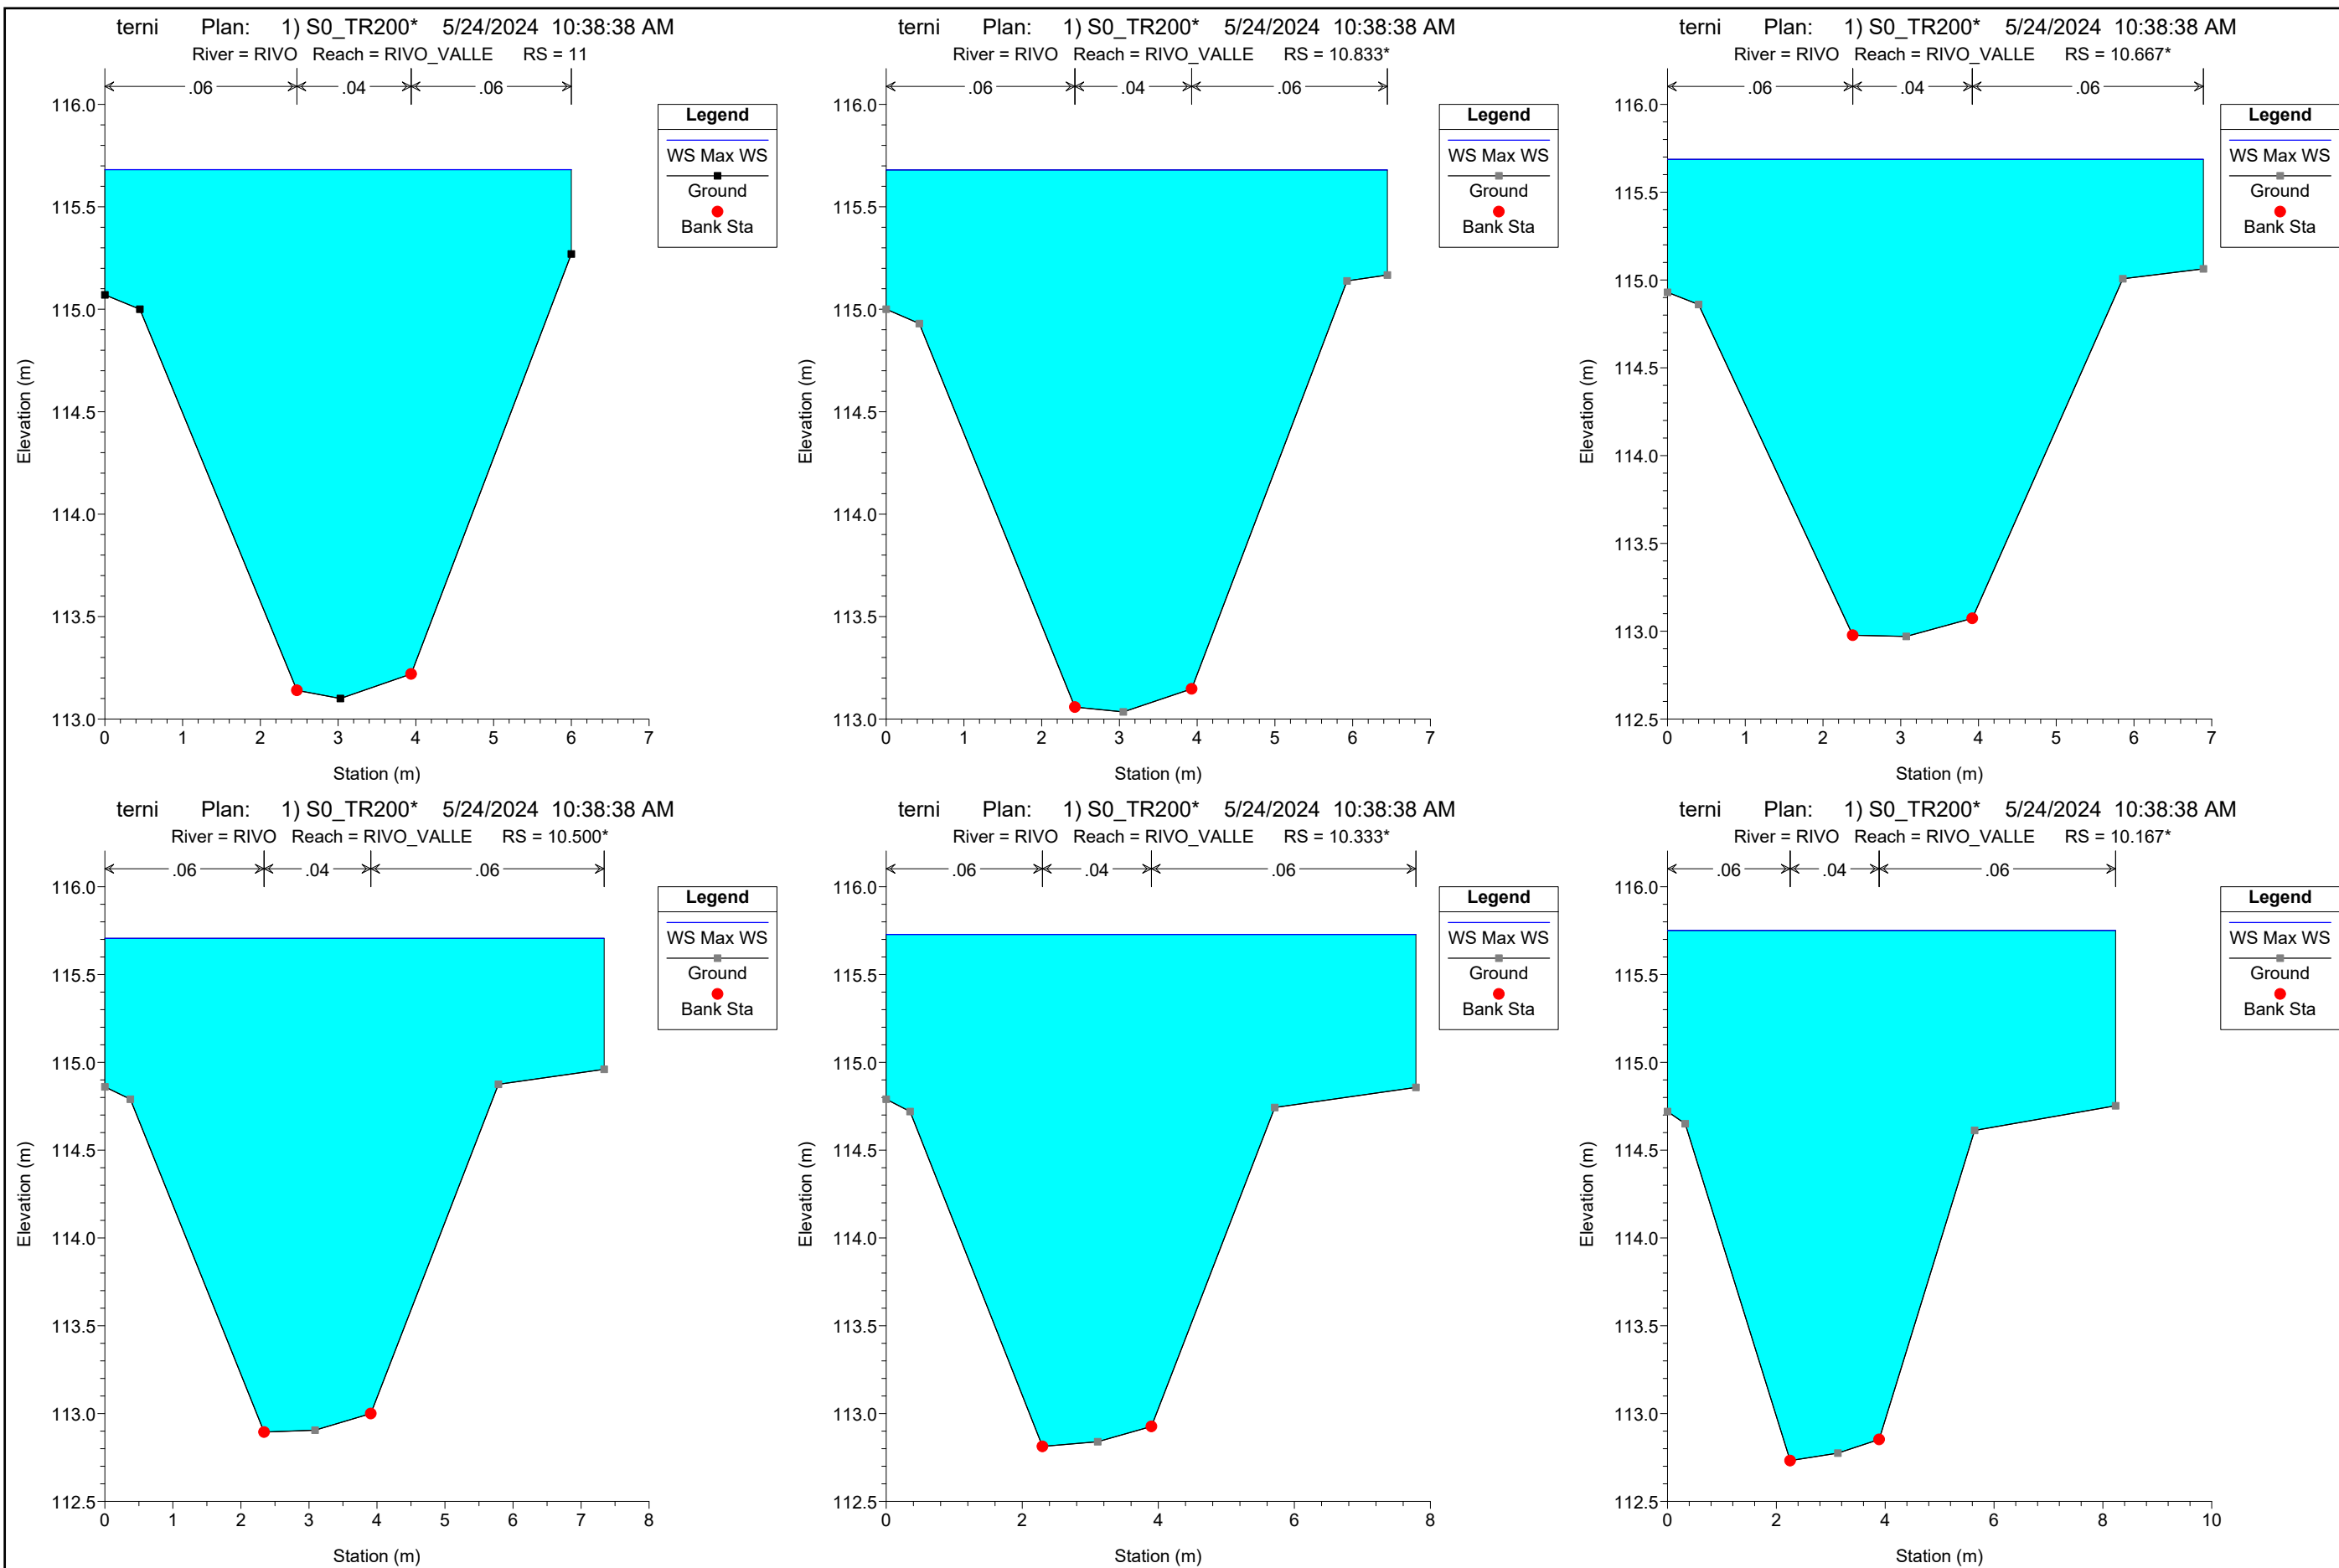 terni Plan: 1) S0_TR200* 5/24/2024 10:38:38 AM
River = RIVO Reach = RIVO_VALLE RS = 11
.06 .04 .06
116.0
115.5
115.0
114.5
114.0
113.5
113.0
0 1 2 3 4 5 6 7
Station (m)
Elevation (m)
Legend
WS Max WS
Ground
Bank Sta
terni Plan: 1) S0_TR200* 5/24/2024 10:38:38 AM
River = RIVO Reach = RIVO_VALLE RS = 10.833*
.06 .04 .06
116.0
115.5
115.0
114.5
114.0
113.5
113.0
0 1 2 3 4 5 6 7
Station (m)
Elevation (m)
Legend
WS Max WS
Ground
Bank Sta
terni Plan: 1) S0_TR200* 5/24/2024 10:38:38 AM
River = RIVO Reach = RIVO_VALLE RS = 10.667*
.06 .04 .06
116.0
115.5
115.0
114.5
114.0
113.5
113.0
112.5
0 1 2 3 4 5 6 7
Station (m)
Elevation (m)
Legend
WS Max WS
Ground
Bank Sta
terni Plan: 1) S0_TR200* 5/24/2024 10:38:38 AM
River = RIVO Reach = RIVO_VALLE RS = 10.500*
.06 .04 .06
116.0
115.5
115.0
114.5
114.0
113.5
113.0
112.5
0 1 2 3 4 5 6 7 8
Station (m)
Elevation (m)
Legend
WS Max WS
Ground
Bank Sta
terni Plan: 1) S0_TR200* 5/24/2024 10:38:38 AM
River = RIVO Reach = RIVO_VALLE RS = 10.333*
.06 .04 .06
116.0
115.5
115.0
114.5
114.0
113.5
113.0
112.5
0 2 4 6 8
Station (m)
Elevation (m)
Legend
WS Max WS
Ground
Bank Sta
terni Plan: 1) S0_TR200* 5/24/2024 10:38:38 AM
River = RIVO Reach = RIVO_VALLE RS = 10.167*
.06 .04 .06
116.0
115.5
115.0
114.5
114.0
113.5
113.0
112.5
0 2 4 6 8 10
Station (m)
Elevation (m)
Legend
WS Max WS
Ground
Bank Sta